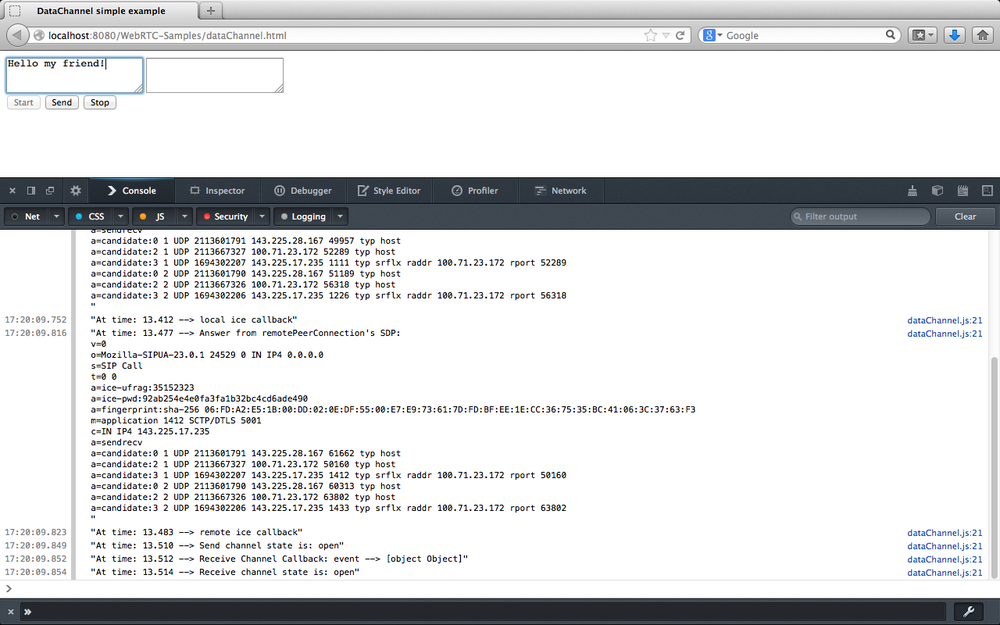 DataChannel simple example
localhost:8080/WebRTC-Samples/dataChannel.html
Google
Hello my friend!
Start Send Stop
Console Inspector Debugger Style Editor Profiler Network
Net CSS JS Security Logging Filter output Clear
a=sendrecv
a=candidate:0 1 UDP 2113601791 143.225.28.167 49957 typ host
a=candidate:2 1 UDP 2113667327 100.71.23.172 52289 typ host
a=candidate:3 1 UDP 1694302207 143.225.17.235 1111 typ srflx raddr 100.71.23.172 rport 52289
a=candidate:0 2 UDP 2113601790 143.225.28.167 51189 typ host
a=candidate:2 2 UDP 2113667326 100.71.23.172 56318 typ host
a=candidate:3 2 UDP 1694302206 143.225.17.235 1226 typ srflx raddr 100.71.23.172 rport 56318
"
17:20:09.752 "At time: 13.412 --> local ice callback" dataChannel.js:21
17:20:09.816 "At time: 13.477 --> Answer from remotePeerConnection's SDP: dataChannel.js:21
v=0
o=Mozilla-SIPUA-23.0.1 24529 0 IN IP4 0.0.0.0
s=SIP Call
t=0 0
a=ice-ufrag:35152323
a=ice-pwd:92ab254e4e0fa3fa1b32bc4cd6ade490
a=fingerprint:sha-256 06:FD:A2:E5:1B:00:DD:02:0E:DF:55:00:E7:E9:73:61:7D:FD:BF:EE:1E:CC:36:75:35:BC:41:06:3C:37:63:F3
m=application 1412 SCTP/DTLS 5001
c=IN IP4 143.225.17.235
a=sendrecv
a=candidate:0 1 UDP 2113601791 143.225.28.167 61662 typ host
a=candidate:2 1 UDP 2113667327 100.71.23.172 50160 typ host
a=candidate:3 1 UDP 1694302207 143.225.17.235 1412 typ srflx raddr 100.71.23.172 rport 50160
a=candidate:0 2 UDP 2113601790 143.225.28.167 60313 typ host
a=candidate:2 2 UDP 2113667326 100.71.23.172 63802 typ host
a=candidate:3 2 UDP 1694302206 143.225.17.235 1433 typ srflx raddr 100.71.23.172 rport 63802
"
17:20:09.823 "At time: 13.483 --> remote ice callback" dataChannel.js:21
17:20:09.849 "At time: 13.510 --> Send channel state is: open" dataChannel.js:21
17:20:09.852 "At time: 13.512 --> Receive Channel Callback: event --> [object Object]" dataChannel.js:21
17:20:09.854 "At time: 13.514 --> Receive channel state is: open" dataChannel.js:21